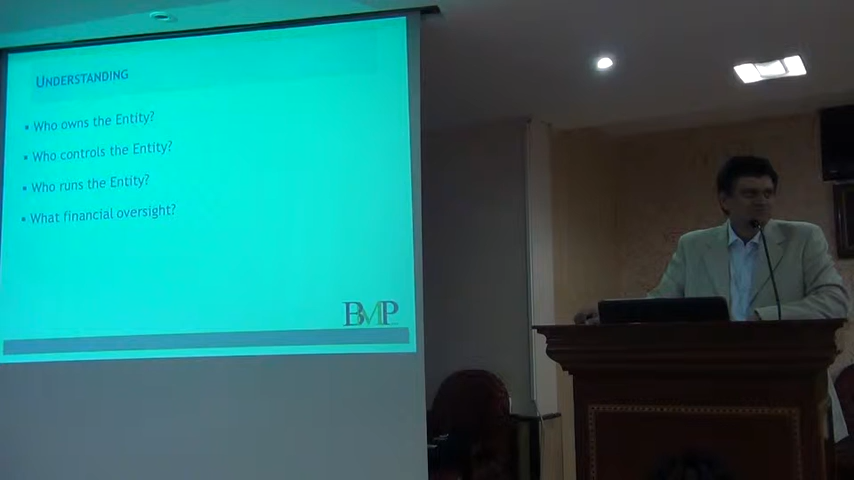 UNDERSTANDING
▪ Who owns the Entity?
▪ Who controls the Entity?
▪ Who runs the Entity?
▪ What financial oversight?
BMP